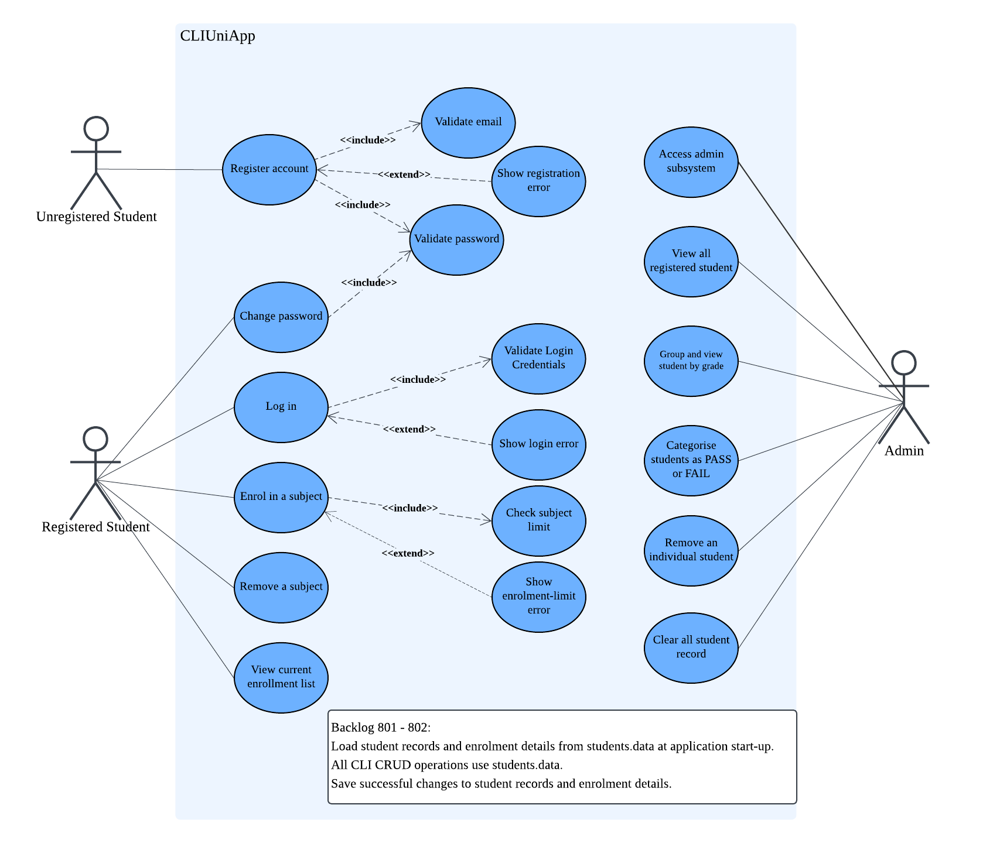 CLIUniApp
Validate email
<<include>>
Register account
<<extend>>
Show registration
error
<<include>>
Validate password
Unregistered Student
Access admin
subsystem
View all
registered student
<<include>>
Change password
Validate Login
Credentials
<<include>>
Log in
<<extend>>
Show login error
Group and view
student by grade
Categorise
students as PASS
or FAIL
Admin
Enrol in a subject
<<include>>
Check subject
limit
Registered Student
<<extend>>
Show
enrolment-limit
error
Remove an
individual student
Remove a subject
Clear all student
record
View current
enrollment list
Backlog 801 - 802:
Load student records and enrolment details from students.data at application start-up.
All CLI CRUD operations use students.data.
Save successful changes to student records and enrolment details.